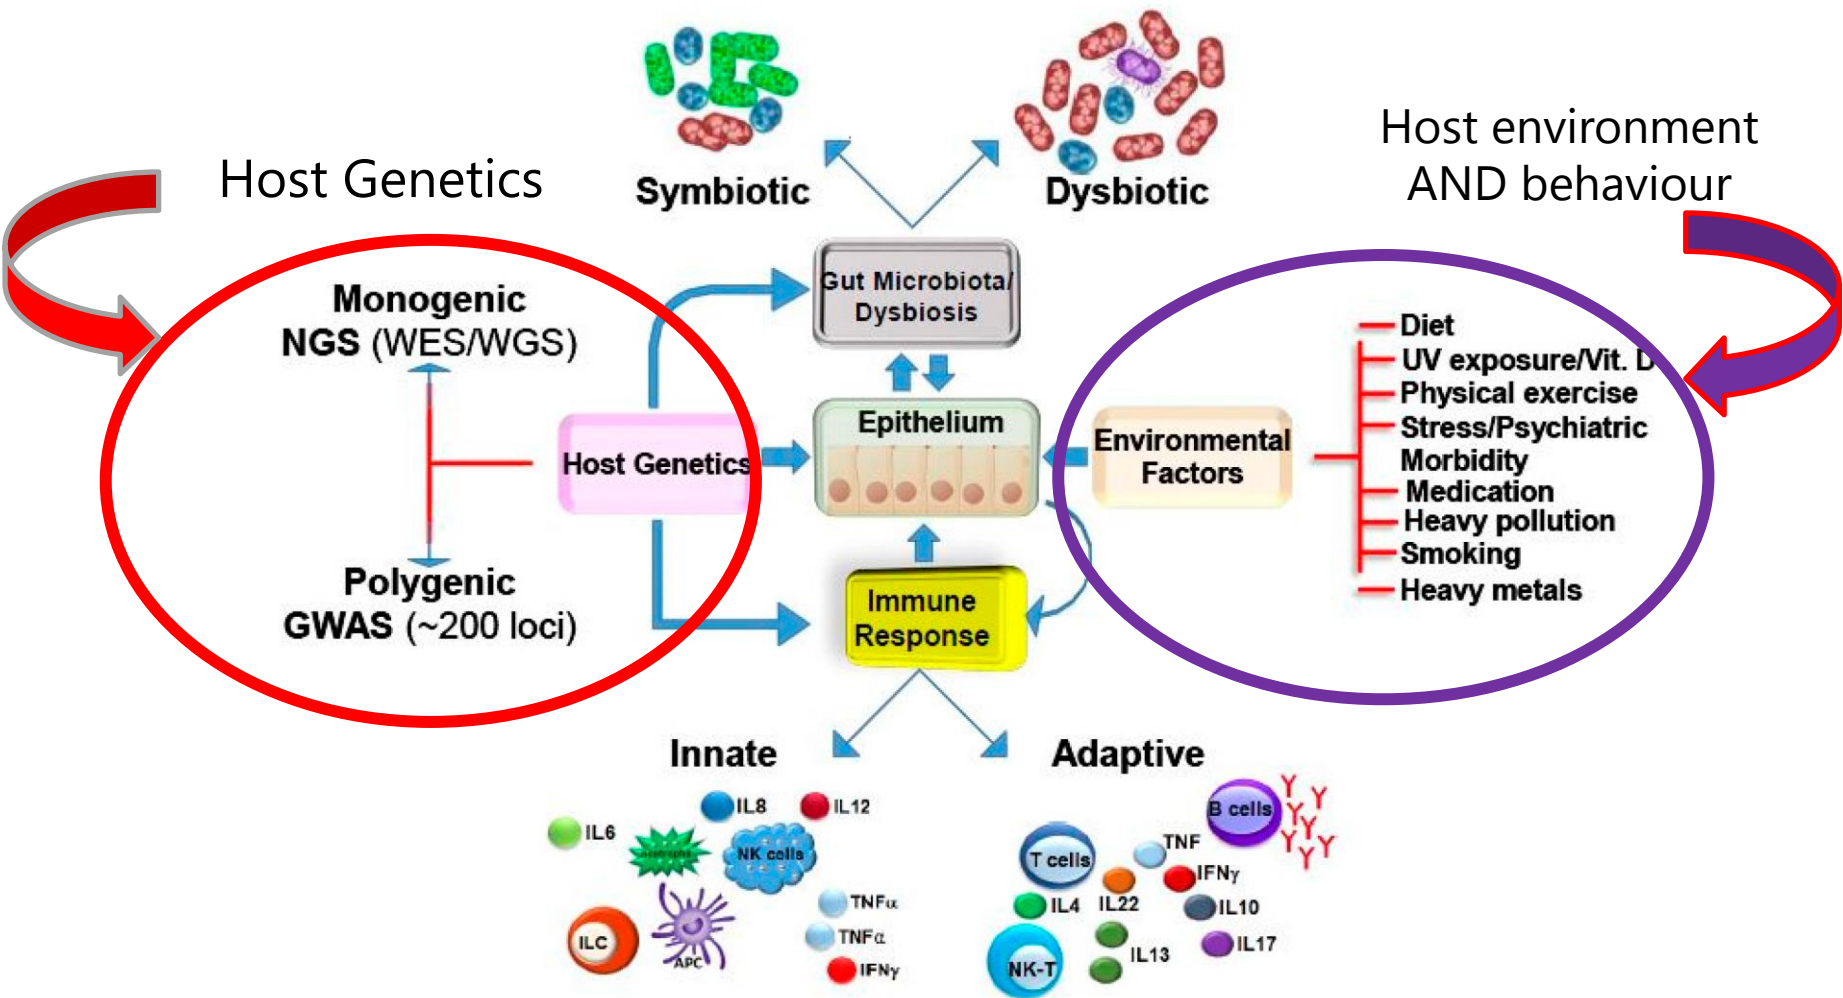 Host Genetics
Symbiotic
Dysbiotic
Host environment
AND behaviour
Monogenic
NGS (WES/WGS)
Host Genetics
Polygenic
GWAS (~200 loci)
Gut Microbiota/
Dysbiosis
Epithelium
Immune
Response
Environmental
Factors
Diet
UV exposure/Vit. D
Physical exercise
Stress/Psychiatric
Morbidity
Medication
Heavy pollution
Smoking
Heavy metals
Innate
IL8
IL12
IL6
NK cells
TNFα
ILC
APC
TNFα
IFNγ
Adaptive
B cells
T cells
TNF
IFNγ
IL4
IL22
IL10
IL13
IL17
NK-T